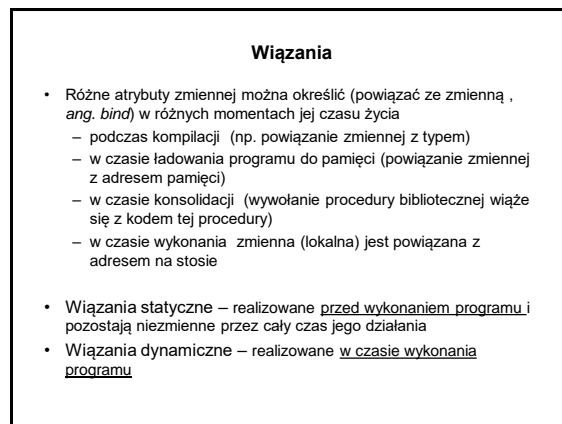 Wiązania
• Różne atrybuty zmiennej można określić (powiązać ze zmienną ,
ang. bind) w różnych momentach jej czasu życia
– podczas kompilacji (np. powiązanie zmiennej z typem)
– w czasie ładowania programu do pamięci (powiązanie zmiennej
z adresem pamięci)
– w czasie konsolidacji (wywołanie procedury bibliotecznej wiąże
się z kodem tej procedury)
– w czasie wykonania zmienna (lokalna) jest powiązana z
adresem na stosie
• Wiązania statyczne – realizowane przed wykonaniem programu i
pozostają niezmienne przez cały czas jego działania
• Wiązania dynamiczne – realizowane w czasie wykonania
programu